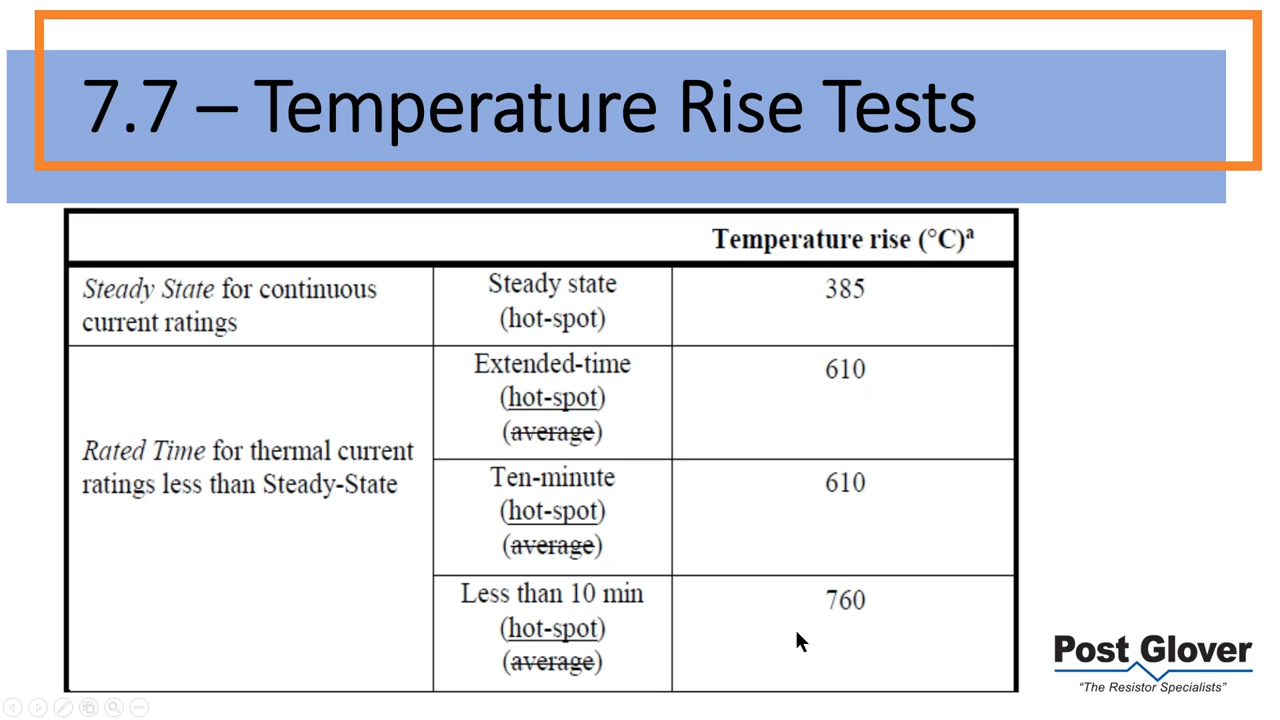 7.7 – Temperature Rise Tests
Temperature rise (°C)ª
Steady State for continuous
current ratings
Steady state
(hot-spot)
385
Rated Time for thermal current
ratings less than Steady-State
Extended-time
(hot-spot)
(average)
610
Ten-minute
(hot-spot)
(average)
610
Less than 10 min
(hot-spot)
(average)
760
Post Glover
“The Resistor Specialists”